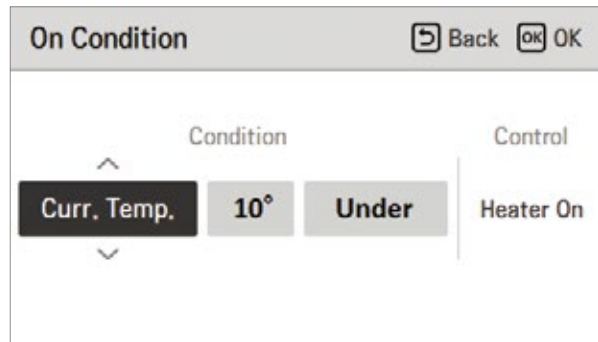 On Condition Back OK OK
Condition Control
Curr. Temp. 10° Under Heater On